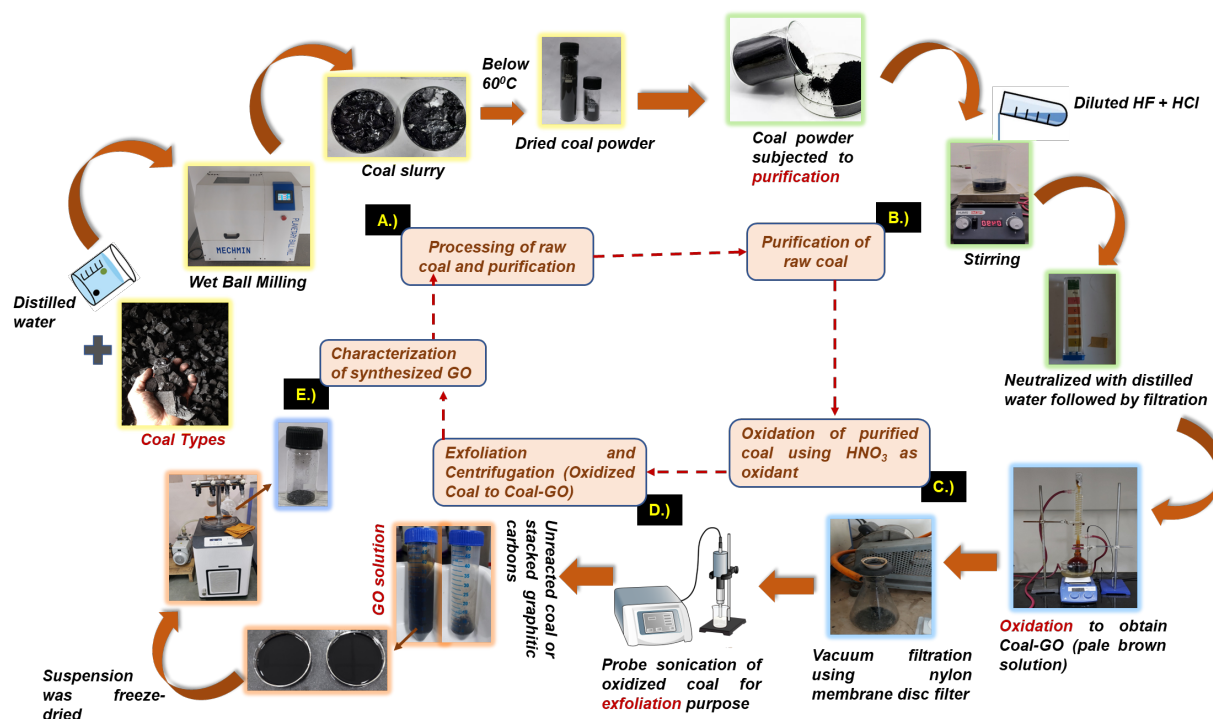 Distilled
water
Coal Types
MECHMIN
PLANETARY BALL MILL
Wet Ball Milling
Coal slurry
Below
60⁰C
Dried coal powder
Coal powder
subjected to
purification
Diluted HF + HCl
Stirring
Neutralized with distilled
water followed by filtration
Oxidation to obtain
Coal-GO (pale brown
solution)
Vacuum filtration
using nylon
membrane disc filter
Probe sonication of
oxidized coal for
exfoliation purpose
Unreacted coal or
stacked graphitic
carbons
GO solution
Suspension
was freeze-
dried
A.)
Processing of raw
coal and purification
B.)
Purification of
raw coal
Oxidation of purified
coal using HNO₃ as
oxidant
C.)
Exfoliation and
Centrifugation (Oxidized
Coal to Coal-GO)
D.)
Characterization
of synthesized GO
E.)